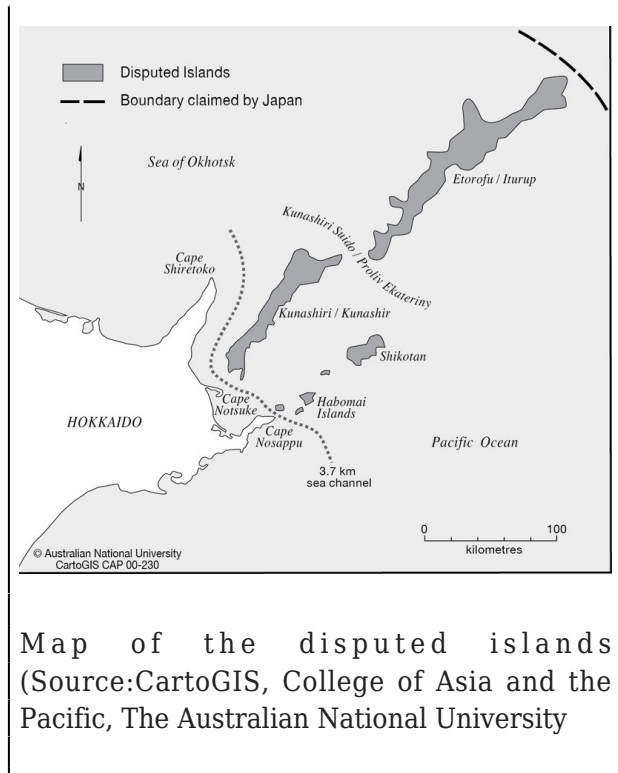 Disputed Islands
Boundary claimed by Japan
Sea of Okhotsk
N
Etorofu / Iturup
Kunashiri Suido / Proliv Ekateriny
Cape
Shiretoko
Kunashiri / Kunashir
Shikotan
Cape
Notsuke
Habomai
Islands
HOKKAIDO
Cape
Nosappu
Pacific Ocean
3.7 km
sea channel
0 100
kilometres
© Australian National University
CartoGIS CAP 00-230
Map of the disputed islands
(Source:CartoGIS, College of Asia and the
Pacific, The Australian National University